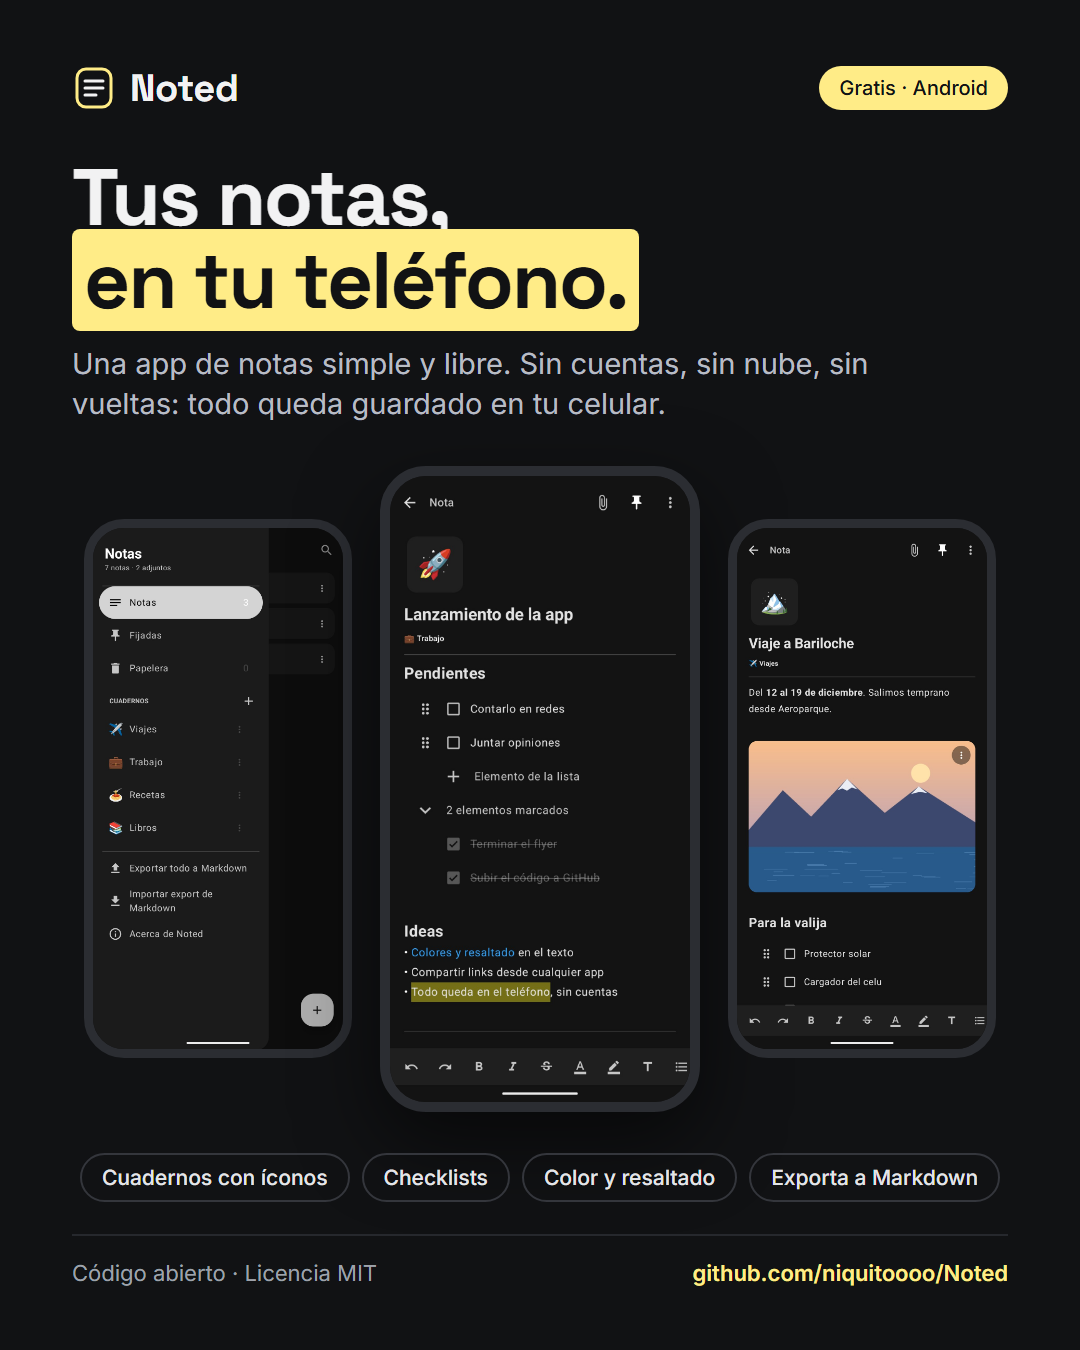 Noted
Gratis · Android
Tus notas,
en tu teléfono.
Una app de notas simple y libre. Sin cuentas, sin nube, sin
vueltas: todo queda guardado en tu celular.
Notas
7 notas · 2 adjuntos
Notas 3
Fijadas
Papelera 0
CUADERNOS
Viajes
Trabajo
Recetas
Libros
Exportar todo a Markdown
Importar export de
Markdown
Acerca de Noted
Nota
Lanzamiento de la app
Trabajo
Pendientes
Contarlo en redes
Juntar opiniones
Elemento de la lista
2 elementos marcados
Terminar el flyer
Subir el código a GitHub
Ideas
• Colores y resaltado en el texto
• Compartir links desde cualquier app
• Todo queda en el teléfono, sin cuentas
B I S A T
Nota
Viaje a Bariloche
Viajes
Del 12 al 19 de diciembre. Salimos temprano
desde Aeroparque.
Para la valija
Protector solar
Cargador del celu
B I S A T
Cuadernos con íconos
Checklists
Color y resaltado
Exporta a Markdown
Código abierto · Licencia MIT
github.com/niquitoooo/Noted